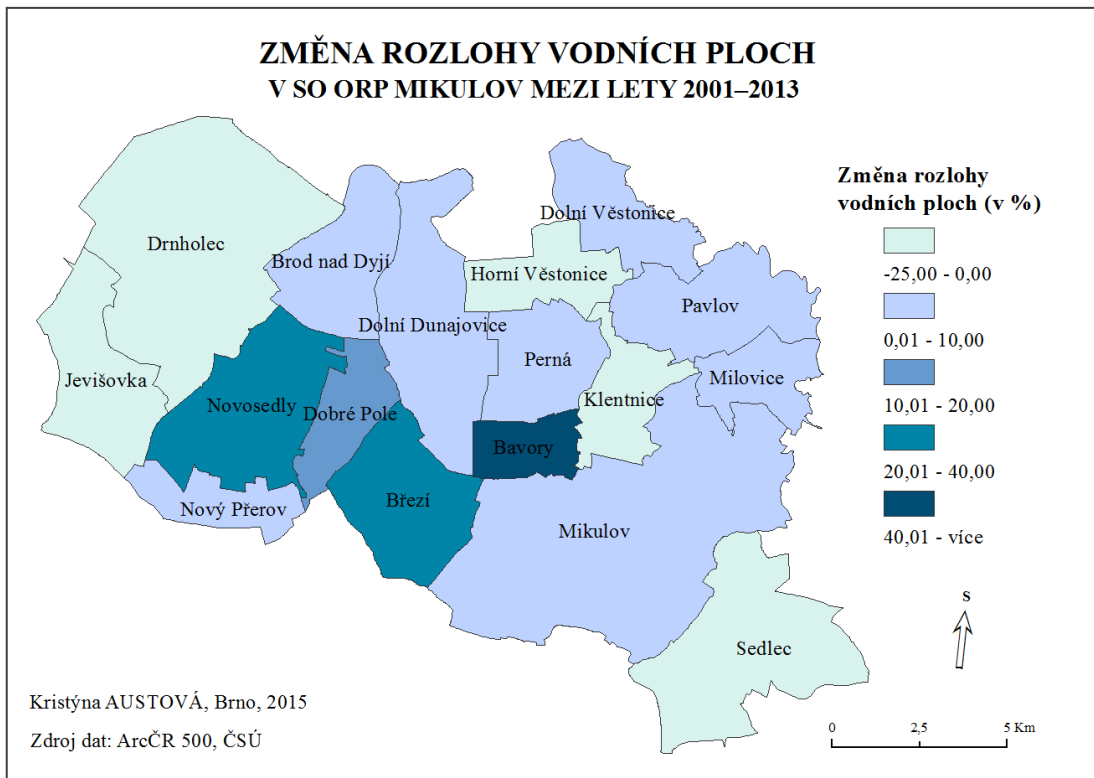 ZMĚNA ROZLOHY VODNÍCH PLOCH
V SO ORP MIKULOV MEZI LETY 2001–2013
Dolní Věstonice
Drnholec
Brod nad Dyjí
Horní Věstonice
Pavlov
Dolní Dunajovice
Perná
Milovice
Jevišovka
Novosedly
Dobré Pole
Klentnice
Bavory
Nový Přerov
Březí
Mikulov
Sedlec
Změna rozlohy
vodních ploch (v %)
-25,00 - 0,00
0,01 - 10,00
10,01 - 20,00
20,01 - 40,00
40,01 - více
S
0 2,5 5 Km
Kristýna AUSTOVÁ, Brno, 2015
Zdroj dat: ArcČR 500, ČSÚ